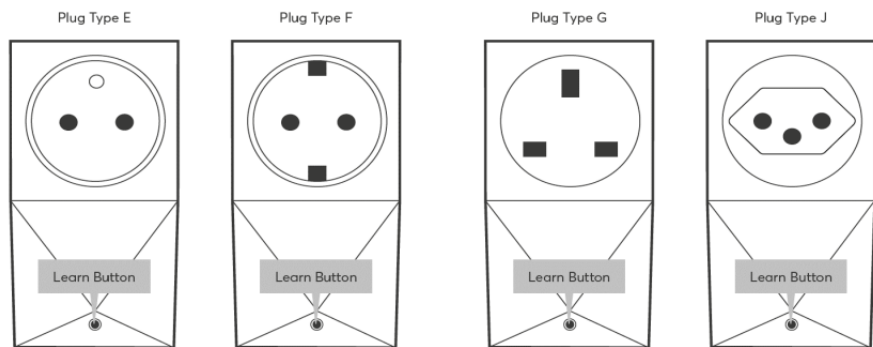 Plug Type E
Plug Type F
Plug Type G
Plug Type J
Learn Button
Learn Button
Learn Button
Learn Button